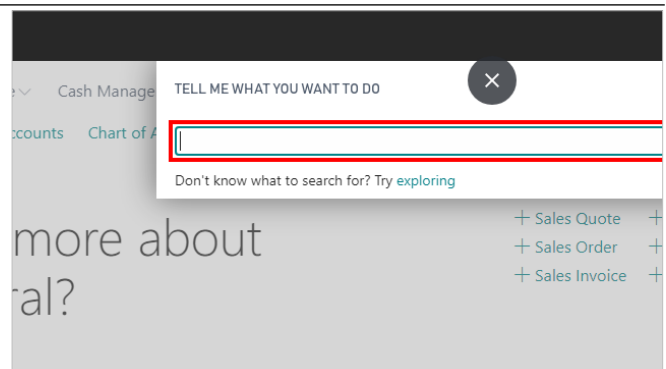 Cash Manage
TELL ME WHAT YOU WANT TO DO
ccounts Chart of A
Don't know what to search for? Try exploring
more about
ral?
+ Sales Quote +
+ Sales Order +
+ Sales Invoice +